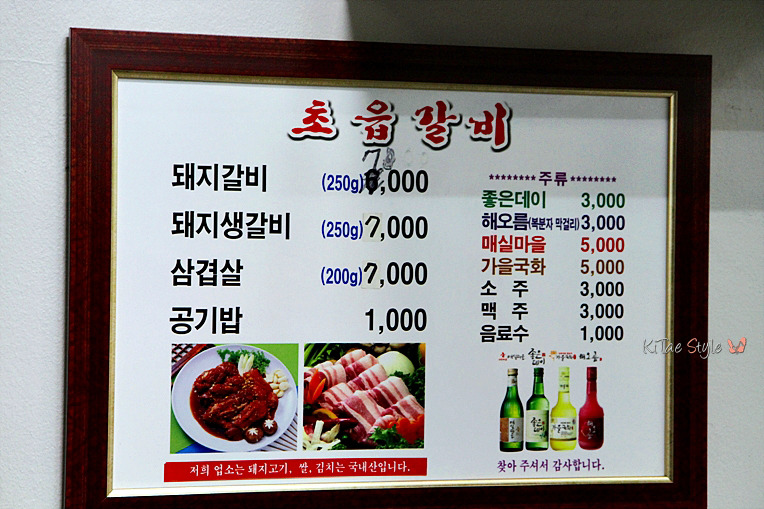 초읍갈비
돼지갈비 (250g) 7,000
돼지생갈비 (250g) 7,000
삼겹살 (200g) 7,000
공기밥 1,000
저희 업소는 돼지고기, 쌀, 김치는 국내산입니다.
******** 주류 ********
좋은데이 3,000
해오름(복분자 막걸리) 3,000
매실마을 5,000
가을국화 5,000
소 주 3,000
맥 주 3,000
음료수 1,000
좋은데이
찾아 주셔서 감사합니다.
KiTae Style